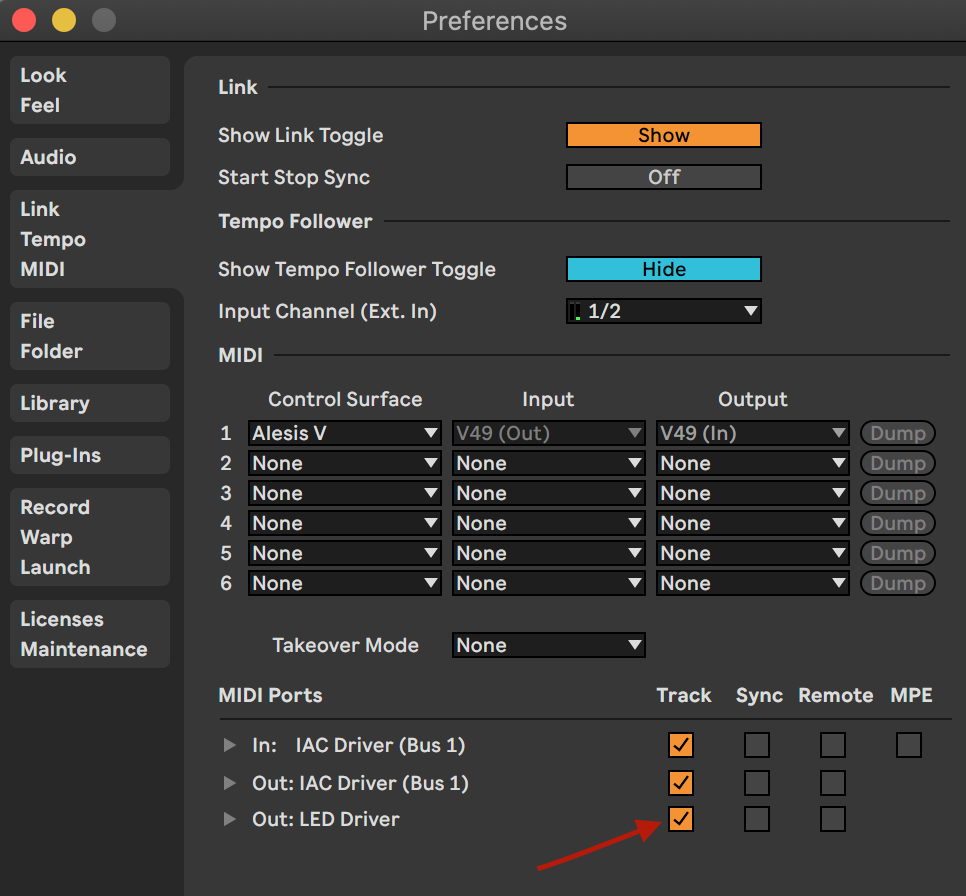 Preferences
Look
Feel
Audio
Link
Tempo
MIDI
File
Folder
Library
Plug-Ins
Record
Warp
Launch
Licenses
Maintenance
Link
Show Link Toggle Show
Start Stop Sync Off
Tempo Follower
Show Tempo Follower Toggle Hide
Input Channel (Ext. In) 1/2
MIDI
Control Surface Input Output
1 Alesis V V49 (Out) V49 (In) Dump
2 None None None Dump
3 None None None Dump
4 None None None Dump
5 None None None Dump
6 None None None Dump
Takeover Mode None
MIDI Ports Track Sync Remote MPE
In: IAC Driver (Bus 1)
Out: IAC Driver (Bus 1)
Out: LED Driver